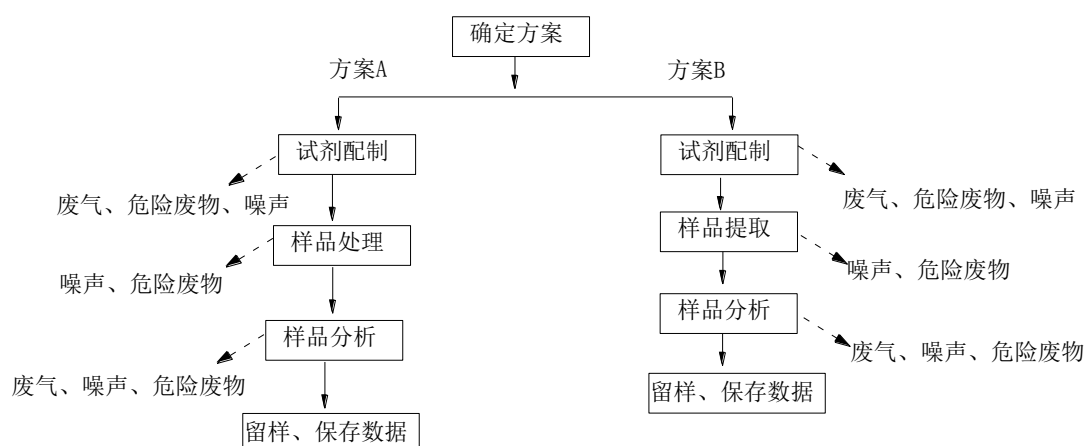 确定方案
方案A
方案B
试剂配制
试剂配制
废气、危险废物、噪声
废气、危险废物、噪声
样品处理
样品提取
噪声、危险废物
噪声、危险废物
样品分析
样品分析
废气、噪声、危险废物
废气、噪声、危险废物
留样、保存数据
留样、保存数据